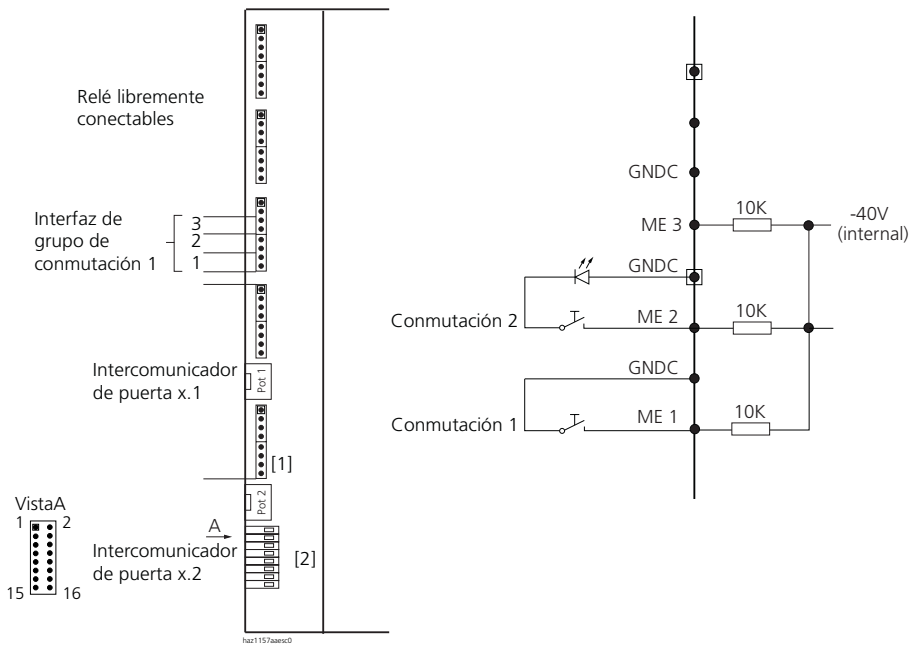 Relé libremente
conectables
Interfaz de
grupo de
conmutación 1
3
2
1
Intercomunicador
de puerta x.1
Pot 1
[1]
Pot 2
VistaA
1
2
15
16
A
Intercomunicador
de puerta x.2
[2]
haz1157aaesc0
GNDC
ME 3
10K
-40V
(internal)
GNDC
Conmutación 2
ME 2
10K
GNDC
Conmutación 1
ME 1
10K